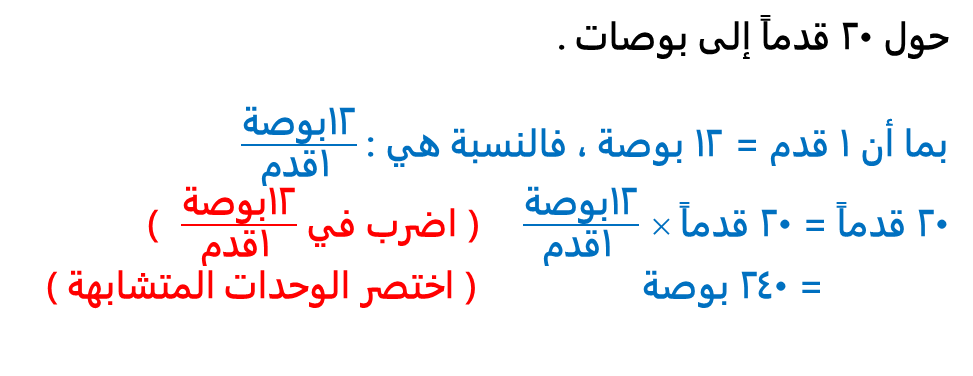 حول ٢٠ قدماً إلى بوصات .
بما أن ١ قدم = ١٢ بوصة ، فالنسبة هي : ١٢بوصة / ١قدم
٢٠ قدماً = ٢٠ قدماً × ١٢بوصة / ١قدم ( اضرب في ١٢بوصة / ١قدم )
= ٢٤٠ بوصة ( اختصر الوحدات المتشابهة )